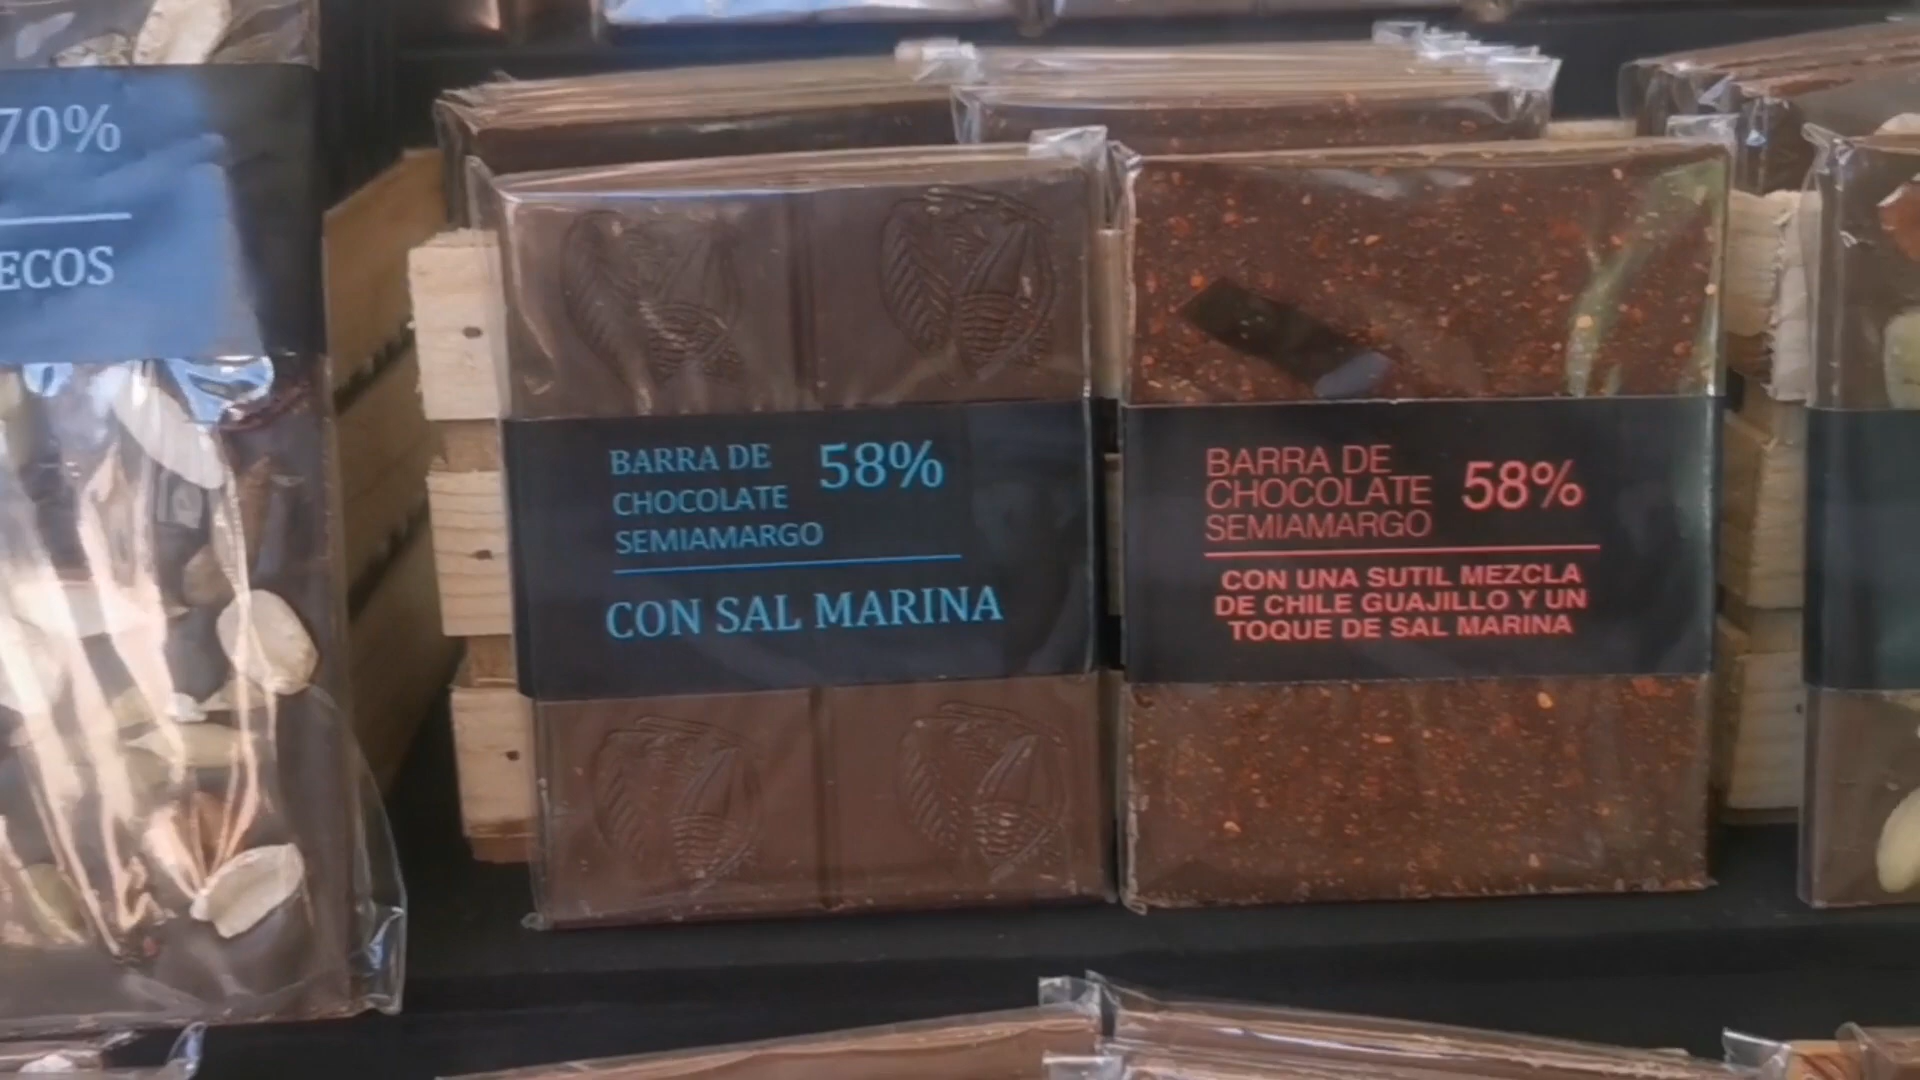 70%
ECOS
BARRA DE 58%
CHOCOLATE
SEMIAMARGO
CON SAL MARINA
BARRA DE
CHOCOLATE 58%
SEMIAMARGO
CON UNA SUTIL MEZCLA
DE CHILE GUAJILLO Y UN
TOQUE DE SAL MARINA